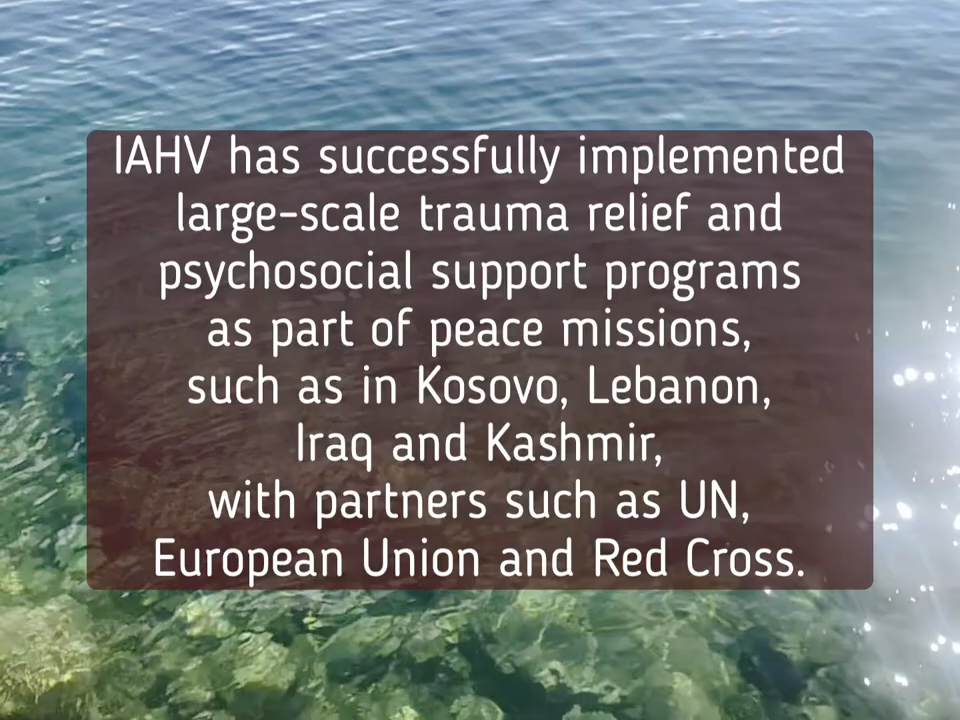 IAHV has successfully implemented
large-scale trauma relief and
psychosocial support programs
as part of peace missions,
such as in Kosovo, Lebanon,
Iraq and Kashmir,
with partners such as UN,
European Union and Red Cross.